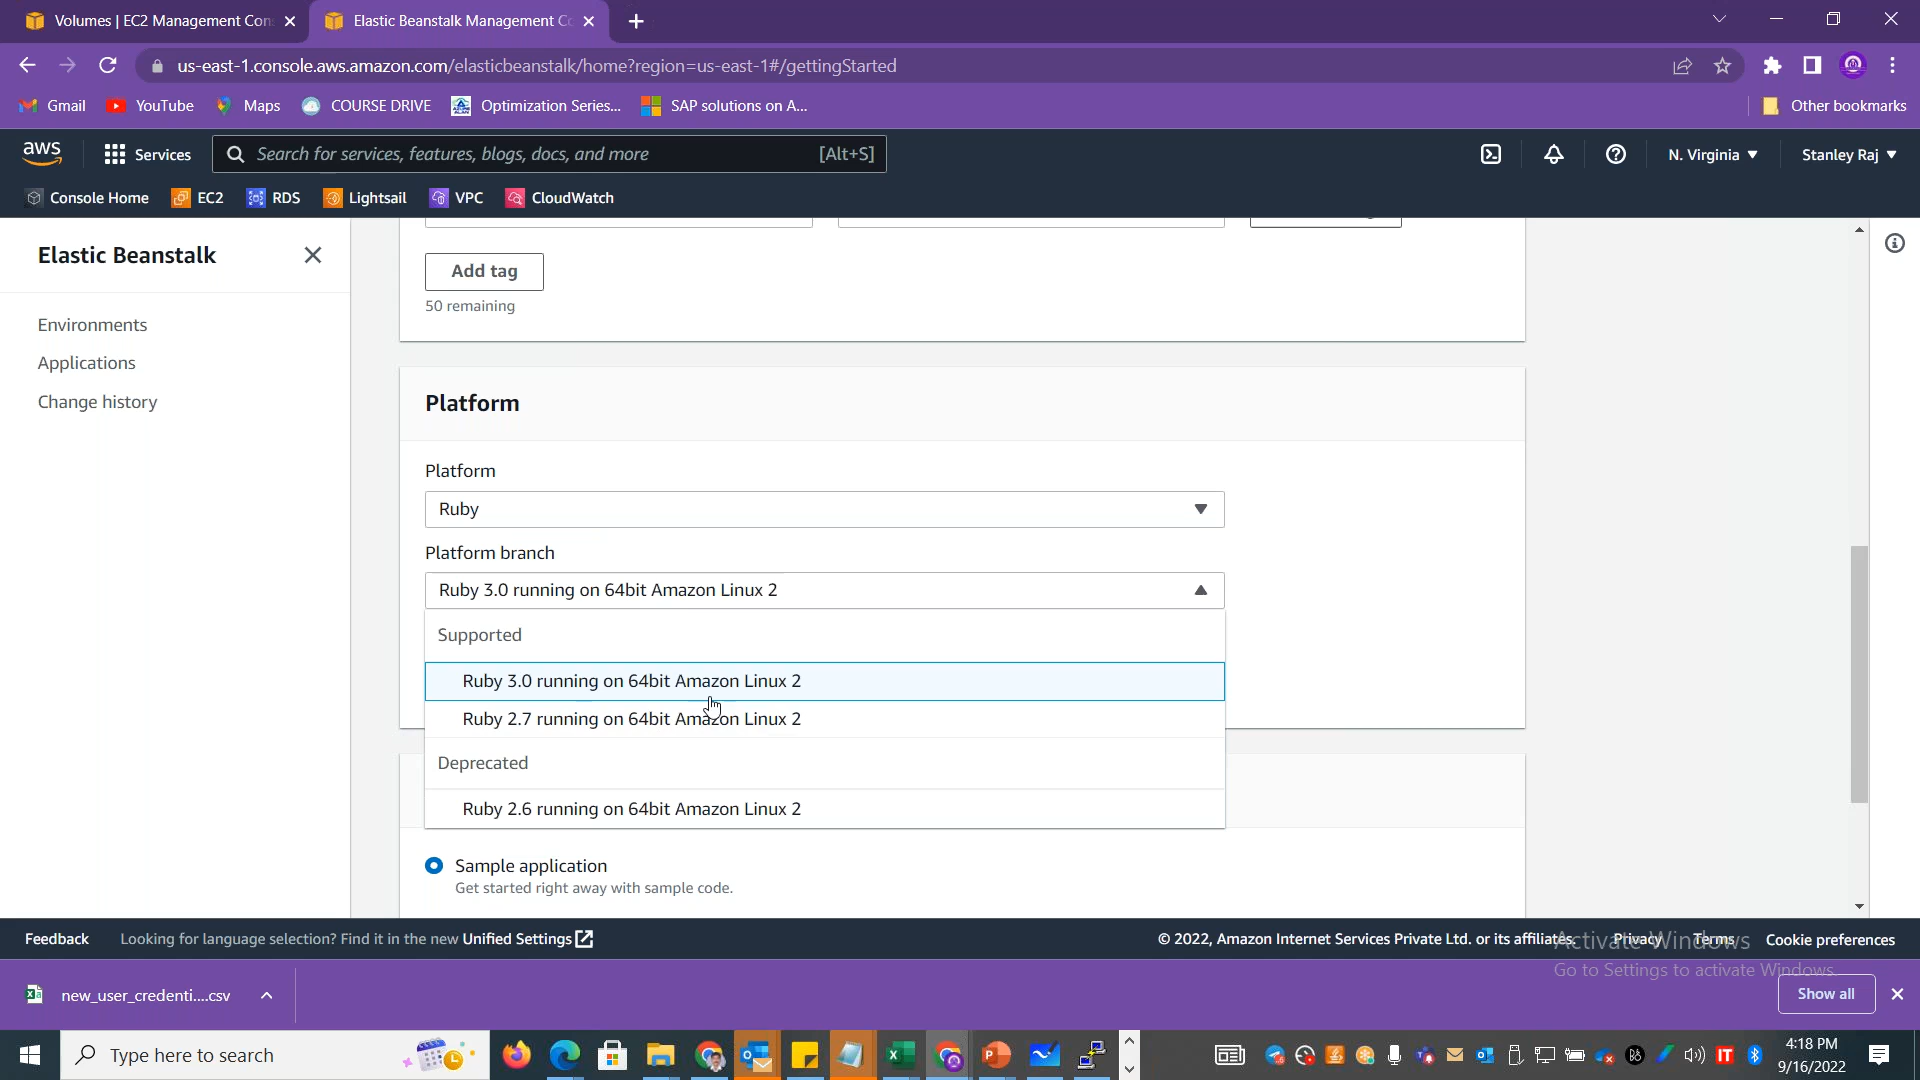 Volumes | EC2 Management Con
Elastic Beanstalk Management Co
us-east-1.console.aws.amazon.com/elasticbeanstalk/home?region=us-east-1#/gettingStarted
Gmail
YouTube
Maps
COURSE DRIVE
Optimization Series...
SAP solutions on A...
Other bookmarks
aws
Services
Search for services, features, blogs, docs, and more
[Alt+S]
N. Virginia
Stanley Raj
Console Home
EC2
RDS
Lightsail
VPC
CloudWatch
Elastic Beanstalk
Environments
Applications
Change history
Add tag
50 remaining
Platform
Platform
Ruby
Platform branch
Ruby 3.0 running on 64bit Amazon Linux 2
Supported
Ruby 3.0 running on 64bit Amazon Linux 2
Ruby 2.7 running on 64bit Amazon Linux 2
Deprecated
Ruby 2.6 running on 64bit Amazon Linux 2
Sample application
Get started right away with sample code.
Feedback
Looking for language selection? Find it in the new Unified Settings
© 2022, Amazon Internet Services Private Ltd. or its affiliates.
Privacy
Terms
Cookie preferences
Activate Windows
Go to Settings to activate Windows.
new_user_credenti....csv
Show all
Type here to search
4:18 PM
9/16/2022